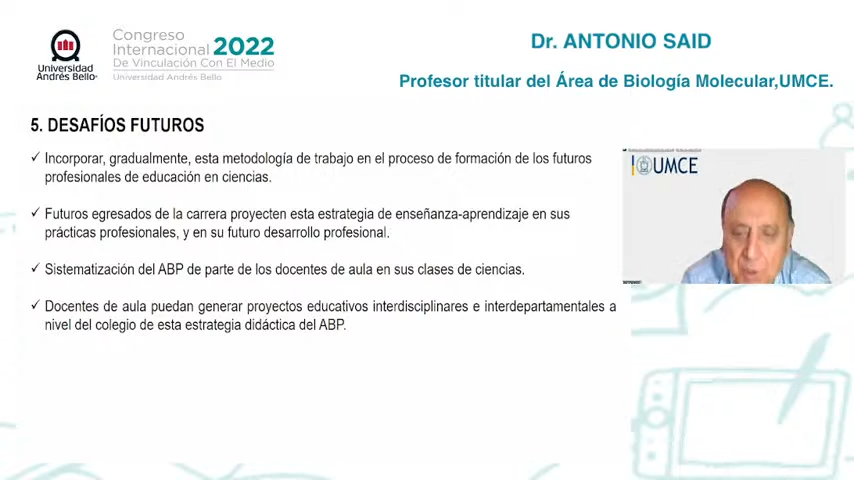 Universidad
Andrés Bello
Congreso
Internacional 2022
De Vinculación Con El Medio
Universidad Andrés Bello
Dr. ANTONIO SAID
Profesor titular del Área de Biología Molecular,UMCE.
5. DESAFÍOS FUTUROS
✓ Incorporar, gradualmente, esta metodología de trabajo en el proceso de formación de los futuros
profesionales de educación en ciencias.
✓ Futuros egresados de la carrera proyecten esta estrategia de enseñanza-aprendizaje en sus
prácticas profesionales, y en su futuro desarrollo profesional.
✓ Sistematización del ABP de parte de los docentes de aula en sus clases de ciencias.
✓ Docentes de aula puedan generar proyectos educativos interdisciplinares e interdepartamentales a
nivel del colegio de esta estrategia didáctica del ABP.
UMCE